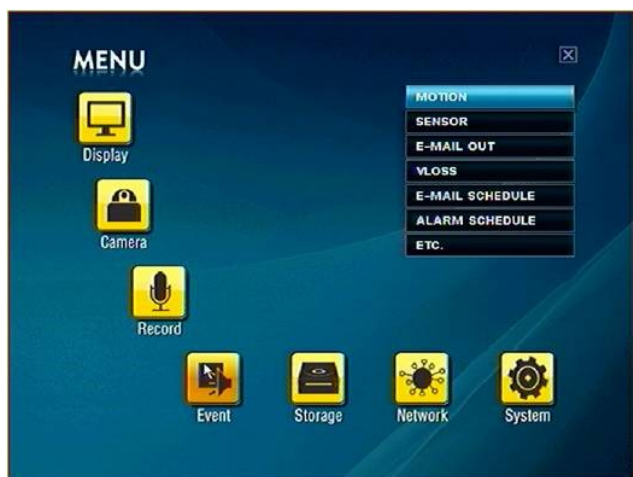 MENU
Display
Camera
Record
Event
Storage
Network
System
MOTION
SENSOR
E-MAIL OUT
VLOSS
E-MAIL SCHEDULE
ALARM SCHEDULE
ETC.